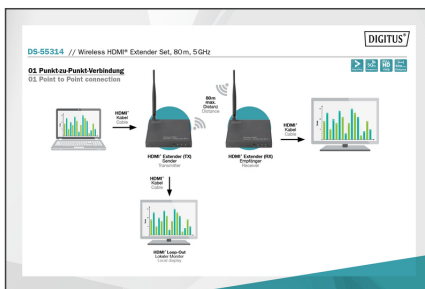 DIGITUS®
DS-55314 // Wireless HDMI® Extender Set, 80 m, 5 GHz
01 Punkt-zu-Punkt-Verbindung
01 Point to Point connection
HDMI®
Kabel
Cable
80m
max.
Distanz
Distance
HDMI®
Kabel
Cable
HDMI® Extender (TX)
Sender
Transmitter
HDMI® Extender (RX)
Empfänger
Receiver
HDMI®
Kabel
Cable
HDMI® Loop-Out
Lokaler Monitor
Local display